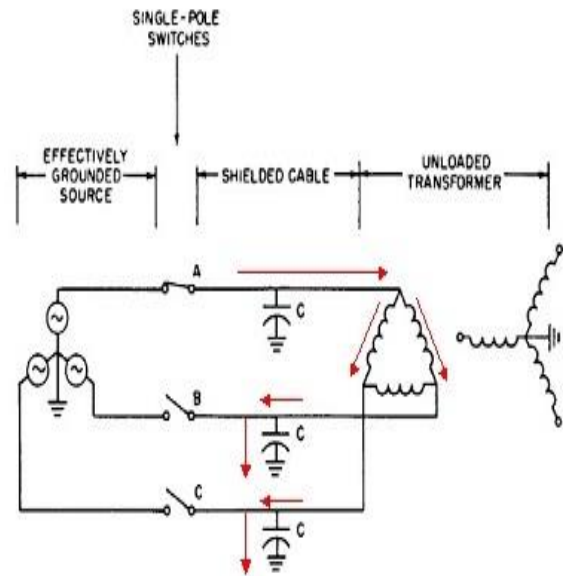 SINGLE-POLE
SWITCHES
EFFECTIVELY
GROUNDED
SOURCE
SHIELDED CABLE
UNLOADED
TRANSFORMER
A
C
B
C
C
C